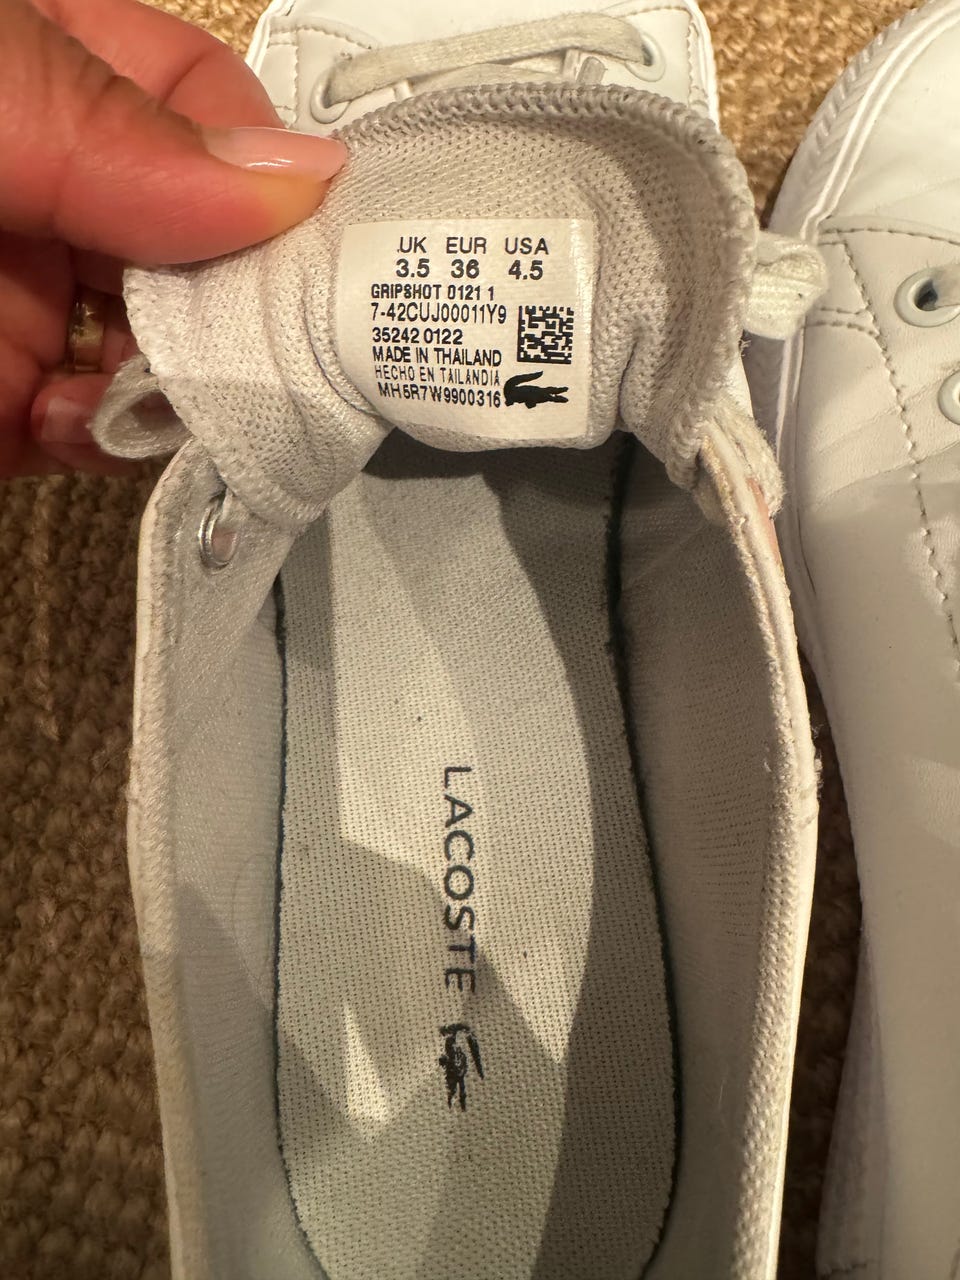 UK EUR USA
3.5 36 4.5
GRIPSHOT 0121 1
7-42CUJ00011Y9
35242 0122
MADE IN THAILAND
HECHO EN TAILANDIA
MH5R7W9900316
LACOSTE